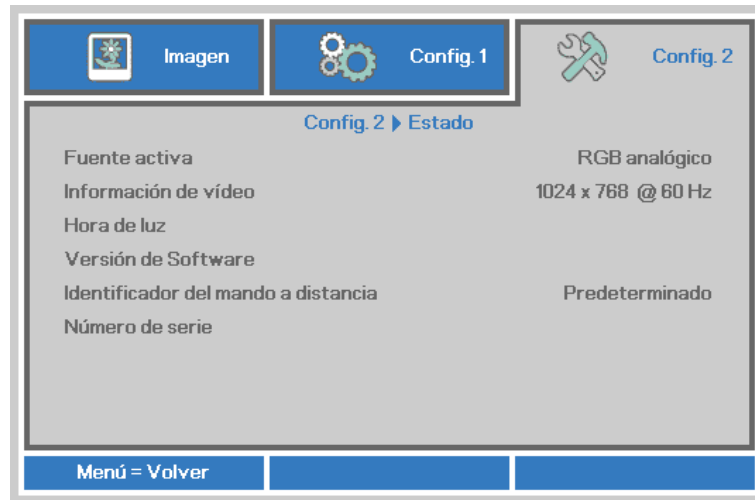 Imagen
Config. 1
Config. 2
Config. 2 ▶ Estado
Fuente activa RGB analógico
Información de vídeo 1024 x 768 @ 60 Hz
Hora de luz
Versión de Software
Identificador del mando a distancia Predeterminado
Número de serie
Menú = Volver